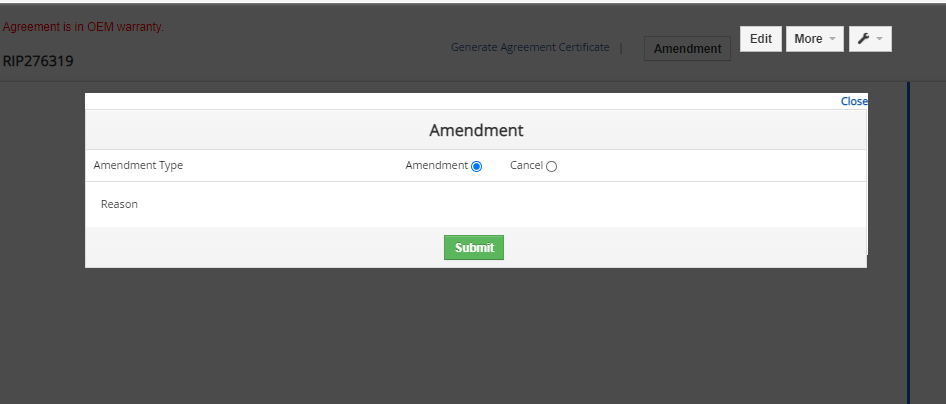 Agreement is in OEM warranty.
RIP276319
Generate Agreement Certificate |
Amendment
Edit
More
Close
Amendment
Amendment Type
Amendment
Cancel
Reason
Submit